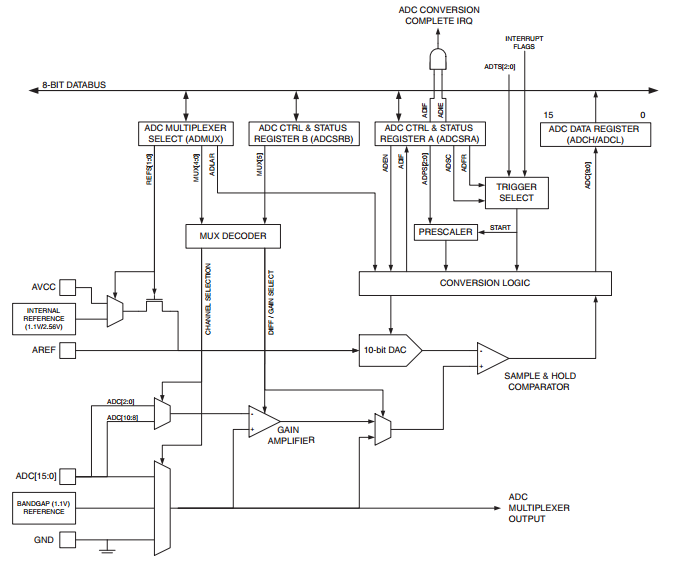 ADC CONVERSION
COMPLETE IRQ
INTERRUPT
FLAGS
ADTS[2:0]
8-BIT DATABUS
15
0
ADC MULTIPLEXER
SELECT (ADMUX)
ADC CTRL & STATUS
REGISTER B (ADCSRB)
ADC CTRL & STATUS
REGISTER A (ADCSRA)
ADC DATA REGISTER
(ADCH/ADCL)
ADIF
ADIE
REFS[1:0]
MUX[4:0]
ADLAR
MUX[5]
ADEN
ADIF
ADPS[2:0]
ADSC
ADFR
ADC[9:0]
TRIGGER
SELECT
MUX DECODER
PRESCALER
START
CONVERSION LOGIC
AVCC
INTERNAL
REFERENCE
(1.1V/2.56V)
AREF
CHANNEL SELECTION
DIFF / GAIN SELECT
10-bit DAC
-
+
SAMPLE & HOLD
COMPARATOR
ADC[2:0]
ADC[10:8]
-
+
GAIN
AMPLIFIER
ADC[15:0]
BANDGAP (1.1V)
REFERENCE
GND
ADC
MULTIPLEXER
OUTPUT